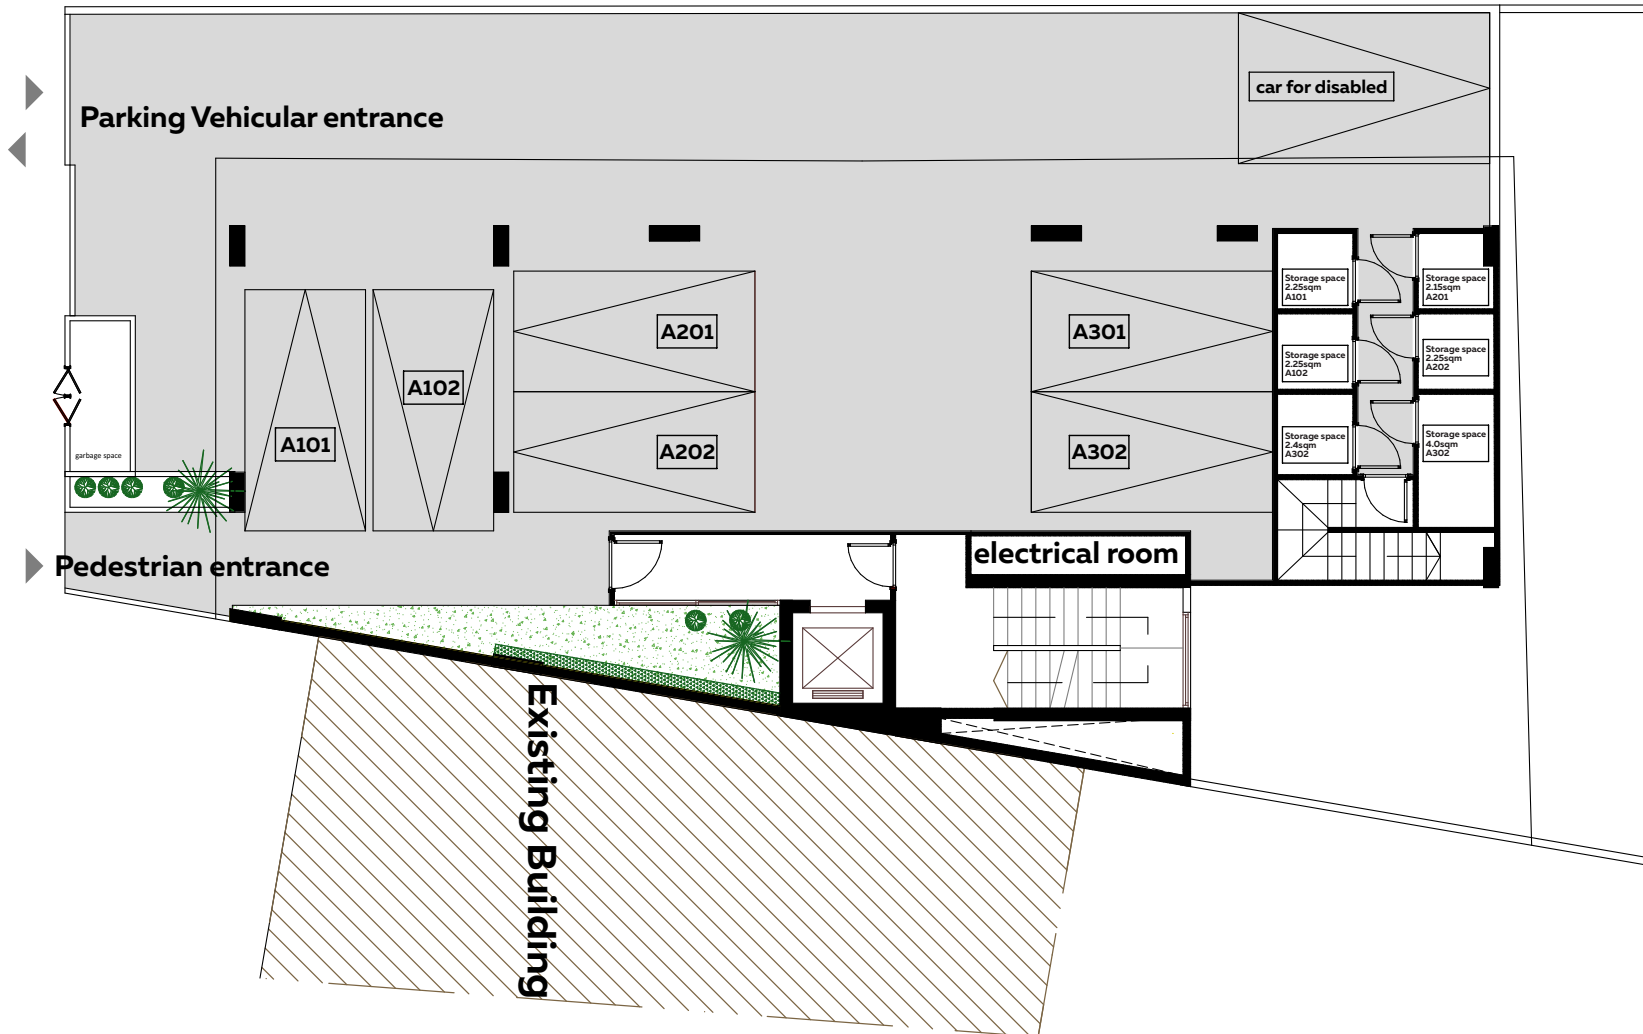 car for disabled
Parking Vehicular entrance
Storage space
2.25sqm
A101
Storage space
2.15sqm
A201
A201
A301
Storage space
2.25sqm
A102
Storage space
2.25sqm
A202
A102
A101
A202
A302
Storage space
2.4sqm
A302
Storage space
4.0sqm
A302
garbage space
Pedestrian entrance
electrical room
Existing Building